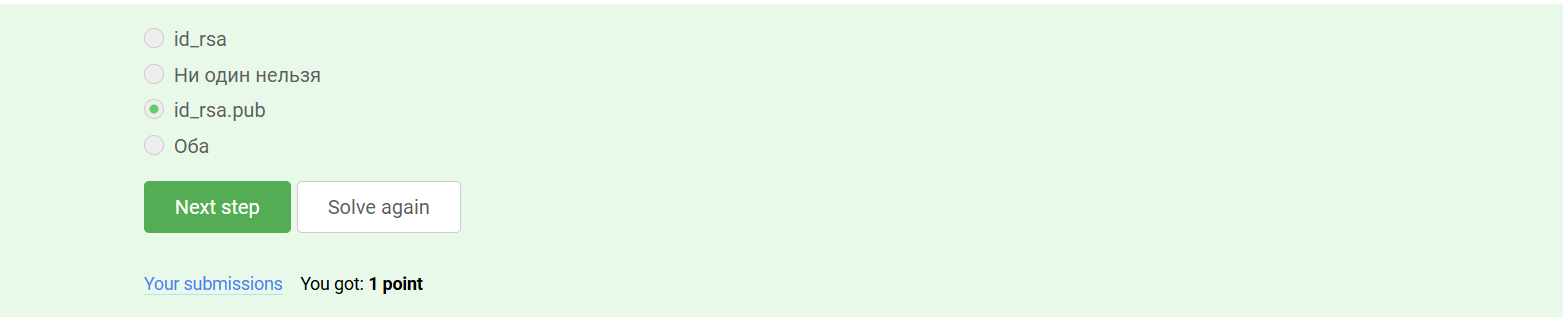 id_rsa
Ни один нельзя
id_rsa.pub
Оба
Next step Solve again
Your submissions You got: 1 point